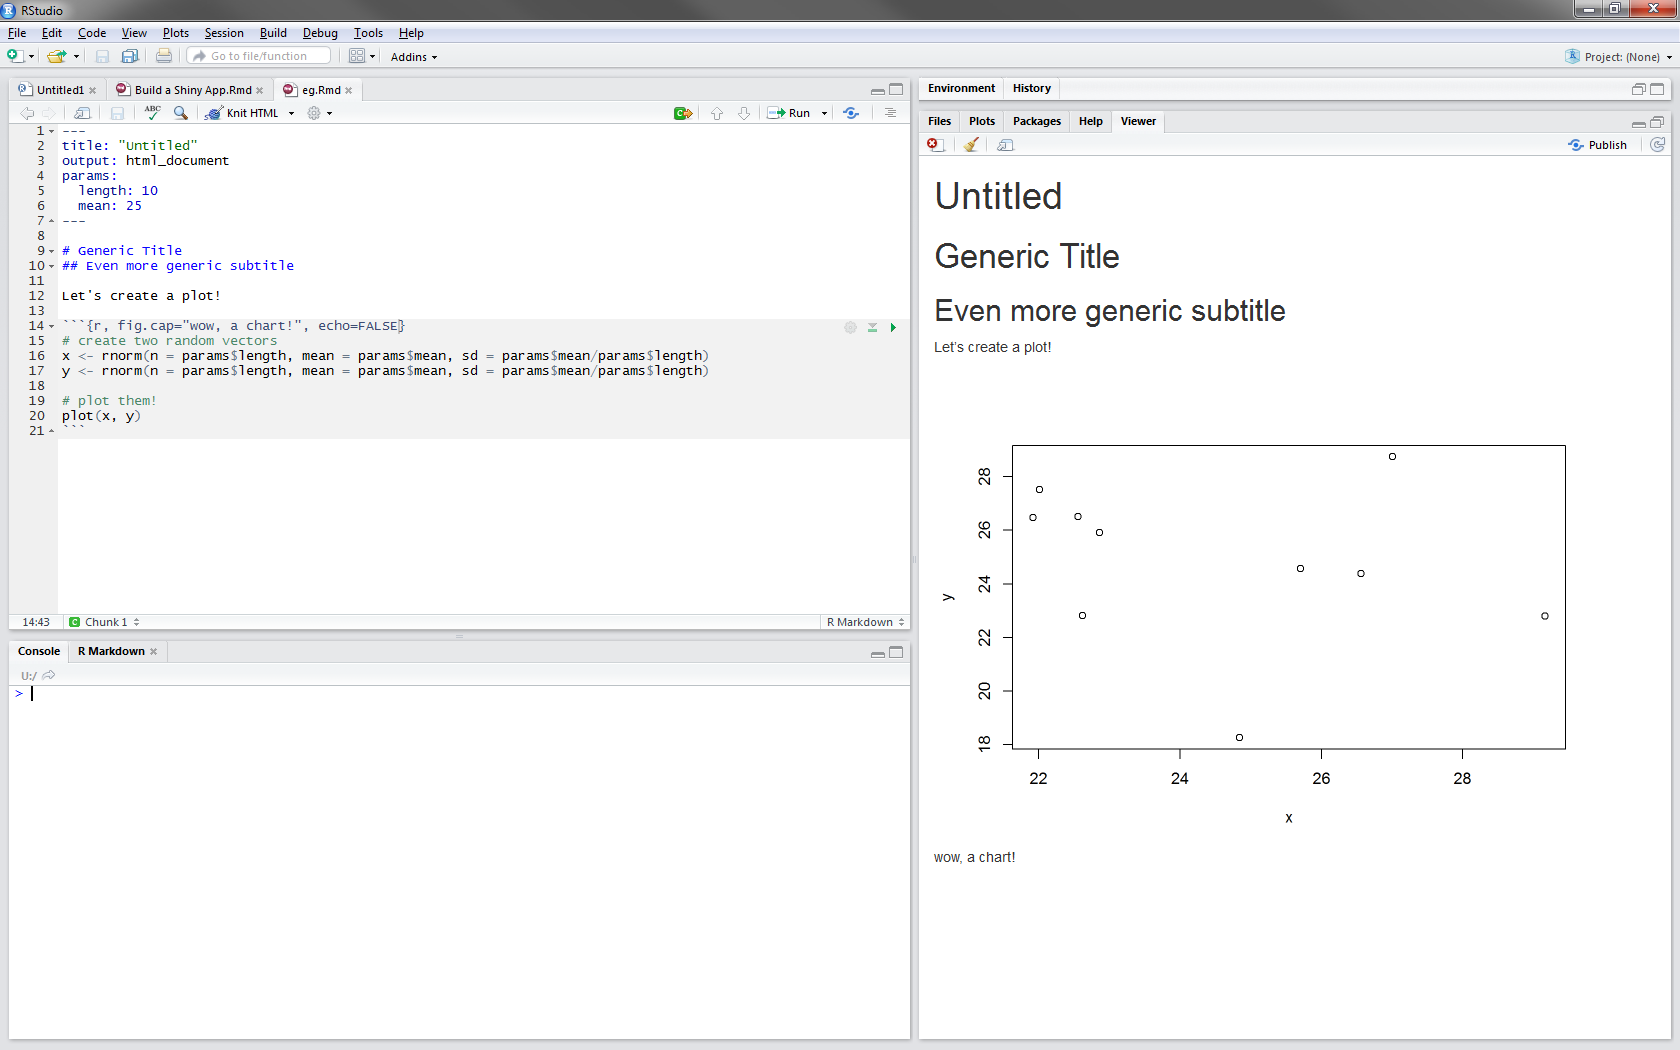 RStudio
File Edit Code View Plots Session Build Debug Tools Help
Go to file/function Addins Project: (None)
Untitled1 Build a Shiny App.Rmd eg.Rmd
ABC Knit HTML Run
1 ---
2 title: "Untitled"
3 output: html_document
4 params:
5 length: 10
6 mean: 25
7 ---
8
9 # Generic Title
10 ## Even more generic subtitle
11
12 Let's create a plot!
13
14 ```{r, fig.cap="wow, a chart!", echo=FALSE}
15 # create two random vectors
16 x <- rnorm(n = params$length, mean = params$mean, sd = params$mean/params$length)
17 y <- rnorm(n = params$length, mean = params$mean, sd = params$mean/params$length)
18
19 # plot them!
20 plot(x, y)
21 ```
14:43 C Chunk 1 R Markdown
Console R Markdown
U:/
>
Environment History
Files Plots Packages Help Viewer
Publish
Untitled
Generic Title
Even more generic subtitle
Let's create a plot!
28
26
24
22
20
18
y
22 24 26 28
x
wow, a chart!